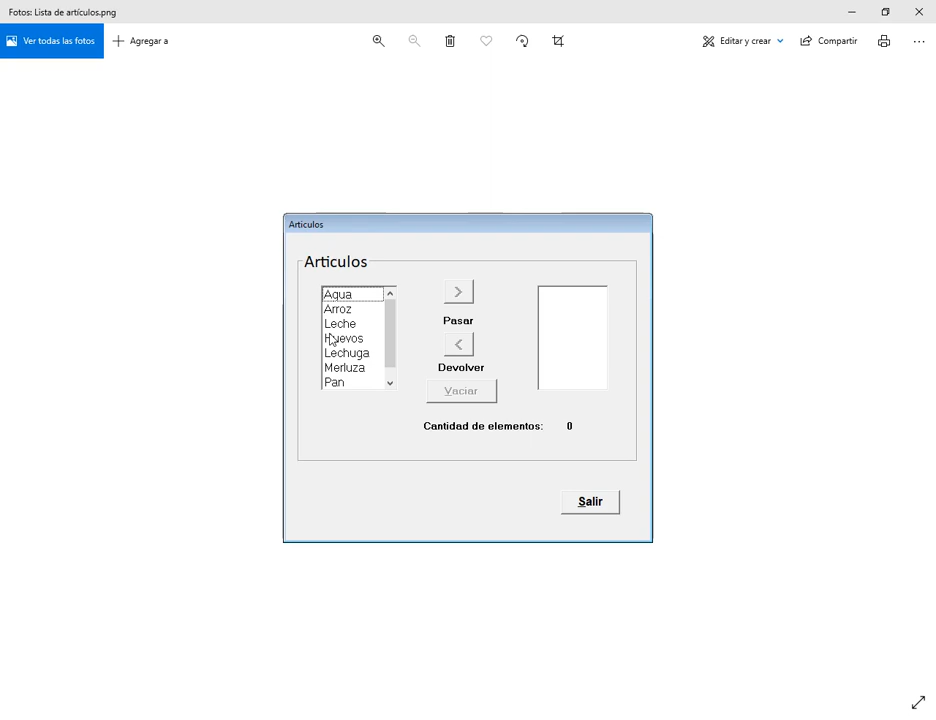 Fotos: Lista de artículos.png
Ver todas las fotos
Agregar a
Editar y crear
Compartir
Articulos
Articulos
Agua
Arroz
Leche
Huevos
Lechuga
Merluza
Pan
>
Pasar
<
Devolver
Vaciar
Cantidad de elementos: 0
Salir